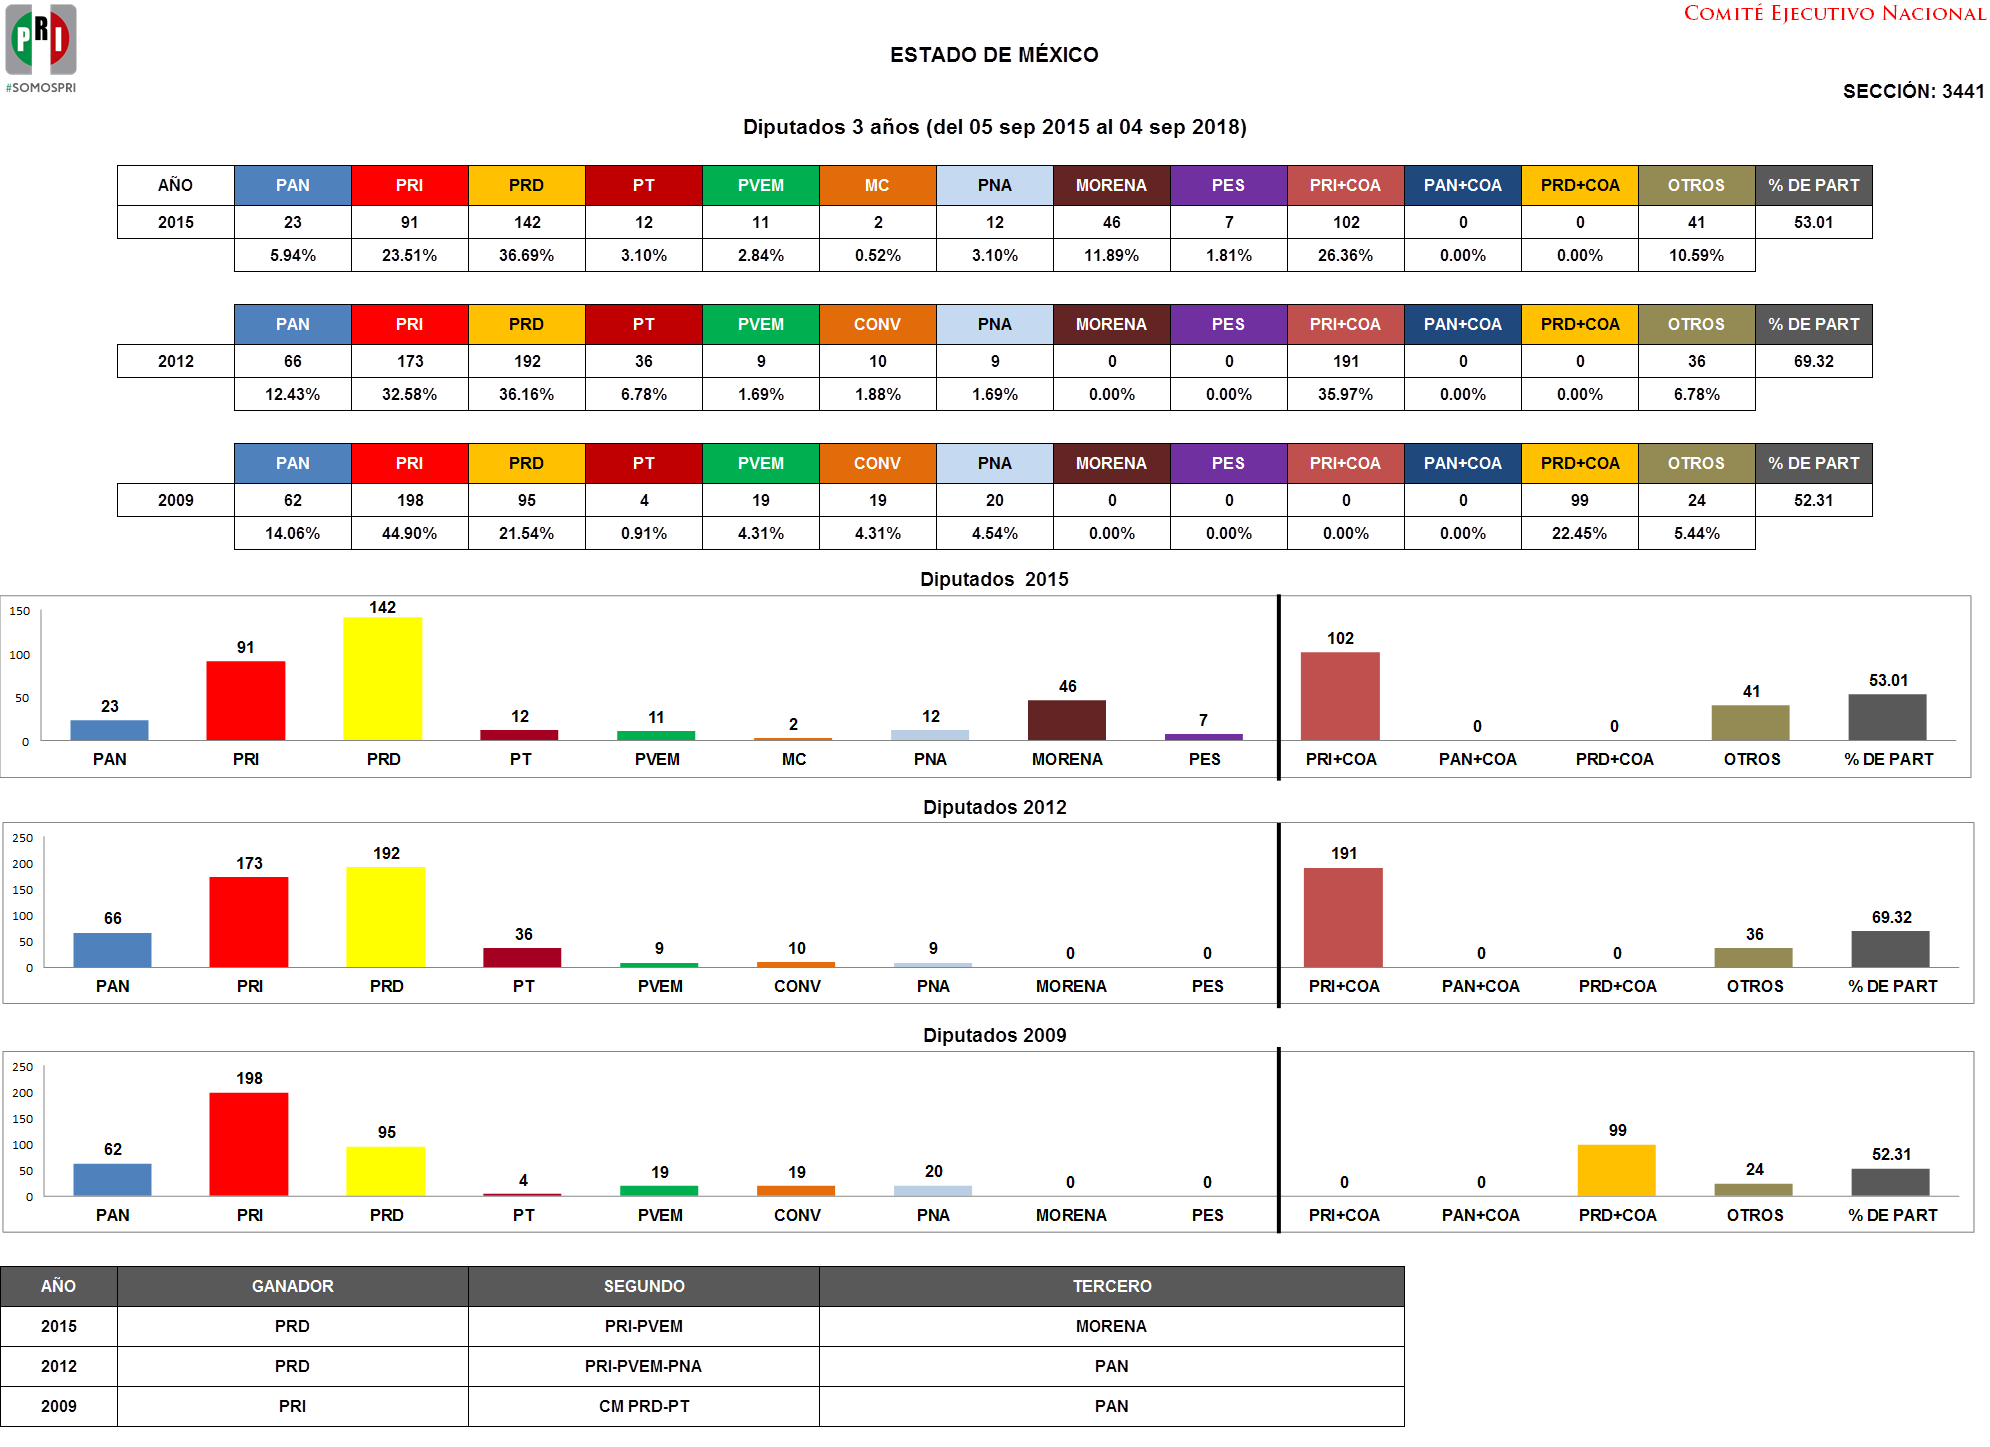 PRI
#SOMOSPRI
COMITÉ EJECUTIVO NACIONAL
ESTADO DE MÉXICO
SECCIÓN: 3441
Diputados 3 años (del 05 sep 2015 al 04 sep 2018)
AÑO PAN PRI PRD PT PVEM MC PNA MORENA PES PRI+COA PAN+COA PRD+COA OTROS % DE PART
2015 23 91 142 12 11 2 12 46 7 102 0 0 41 53.01
5.94% 23.51% 36.69% 3.10% 2.84% 0.52% 3.10% 11.89% 1.81% 26.36% 0.00% 0.00% 10.59%
PAN PRI PRD PT PVEM CONV PNA MORENA PES PRI+COA PAN+COA PRD+COA OTROS % DE PART
2012 66 173 192 36 9 10 9 0 0 191 0 0 36 69.32
12.43% 32.58% 36.16% 6.78% 1.69% 1.88% 1.69% 0.00% 0.00% 35.97% 0.00% 0.00% 6.78%
PAN PRI PRD PT PVEM CONV PNA MORENA PES PRI+COA PAN+COA PRD+COA OTROS % DE PART
2009 62 198 95 4 19 19 20 0 0 0 0 99 24 52.31
14.06% 44.90% 21.54% 0.91% 4.31% 4.31% 4.54% 0.00% 0.00% 0.00% 0.00% 22.45% 5.44%
Diputados 2015
150
100
50
0
23 91 142 12 11 2 12 46 7 102 0 0 41 53.01
PAN PRI PRD PT PVEM MC PNA MORENA PES PRI+COA PAN+COA PRD+COA OTROS % DE PART
Diputados 2012
250
200
150
100
50
0
66 173 192 36 9 10 9 0 0 191 0 0 36 69.32
PAN PRI PRD PT PVEM CONV PNA MORENA PES PRI+COA PAN+COA PRD+COA OTROS % DE PART
Diputados 2009
250
200
150
100
50
0
62 198 95 4 19 19 20 0 0 0 0 99 24 52.31
PAN PRI PRD PT PVEM CONV PNA MORENA PES PRI+COA PAN+COA PRD+COA OTROS % DE PART
AÑO GANADOR SEGUNDO TERCERO
2015 PRD PRI-PVEM MORENA
2012 PRD PRI-PVEM-PNA PAN
2009 PRI CM PRD-PT PAN